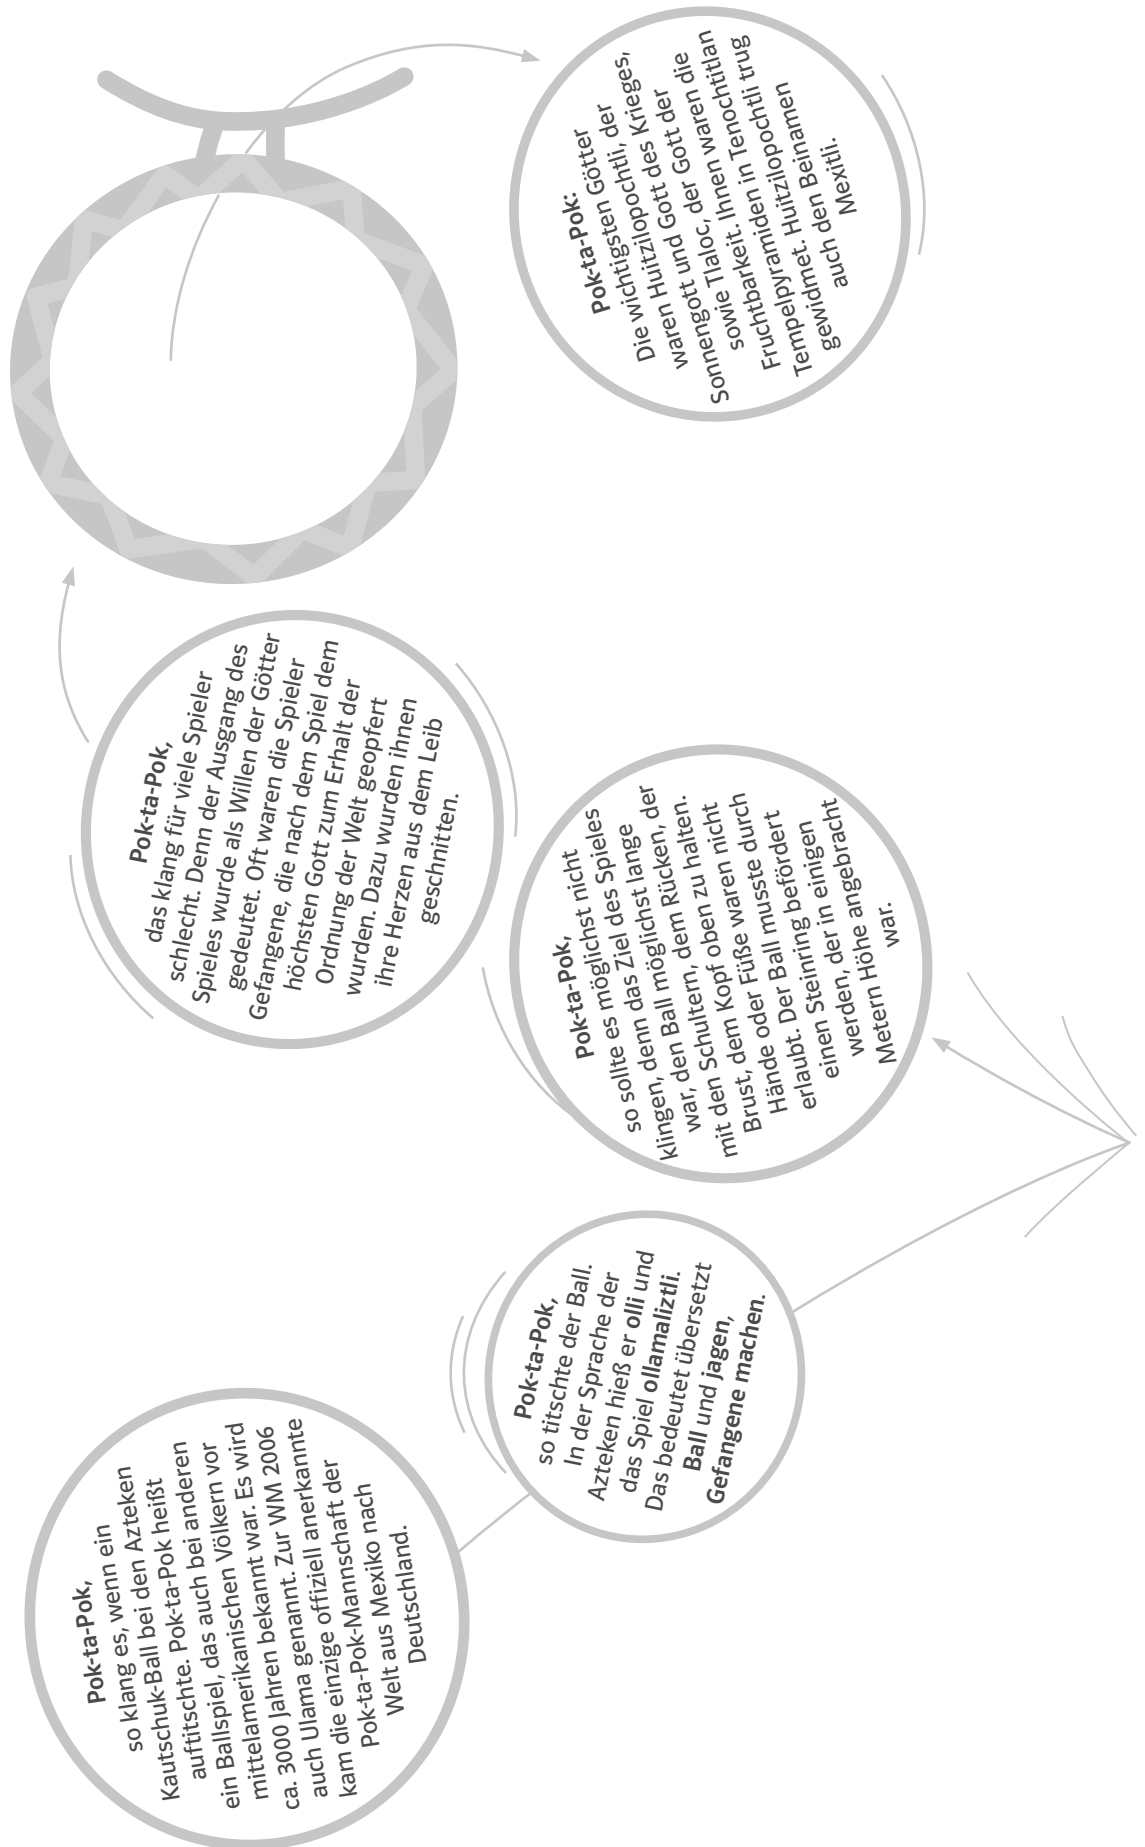 Pok-ta-Pok,
so klang es, wenn ein
Kautschuk-Ball bei den Azteken
auftitschte. Pok-ta-Pok heißt
ein Ballspiel, das auch bei anderen
mittelamerikanischen Völkern vor
ca. 3000 Jahren bekannt war. Es wird
auch Ulama genannt. Zur WM 2006
kam die einzige offiziell anerkannte
Pok-ta-Pok-Mannschaft der
Welt aus Mexiko nach
Deutschland.
Pok-ta-Pok,
so titschte der Ball.
In der Sprache der
Azteken hieß er olli und
das Spiel ollamaliztli.
Das bedeutet übersetzt
Ball und jagen,
Gefangene machen.
Pok-ta-Pok,
so sollte es möglichst nicht
klingen, denn das Ziel des Spieles
war, den Ball möglichst lange
mit den Schultern, dem Rücken, der
Brust, dem Kopf oben zu halten.
Hände oder Füße waren nicht
erlaubt. Der Ball musste durch
einen Steinring befördert
werden, der in einigen
Metern Höhe angebracht
war.
Pok-ta-Pok,
das klang für viele Spieler
schlecht. Denn der Ausgang des
Spieles wurde als Willen der Götter
gedeutet. Oft waren die Spieler
Gefangene, die nach dem Spiel dem
höchsten Gott zum Erhalt der
Ordnung der Welt geopfert
wurden. Dazu wurden ihnen
ihre Herzen aus dem Leib
geschnitten.
Pok-ta-Pok:
Die wichtigsten Götter
waren Huitzilopochtli, der
Sonnengott und Gott des Krieges,
sowie Tlaloc, der Gott der
Fruchtbarkeit. Ihnen waren die
Tempelpyramiden in Tenochtitlan
gewidmet. Huitzilopochtli trug
auch den Beinamen
Mexitli.